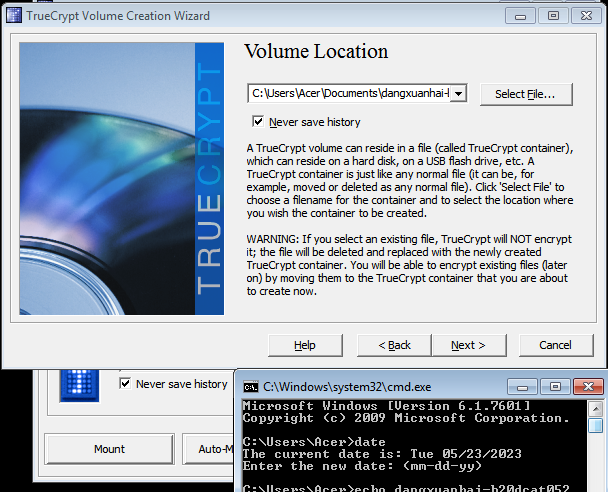 TrueCrypt Volume Creation Wizard
TRUECRYPT
Volume Location
C:\Users\Acer\Documents\dangxuanhai-
Select File...
Never save history
A TrueCrypt volume can reside in a file (called TrueCrypt container),
which can reside on a hard disk, on a USB flash drive, etc. A
TrueCrypt container is just like any normal file (it can be, for
example, moved or deleted as any normal file). Click 'Select File' to
choose a filename for the container and to select the location where
you wish the container to be created.
WARNING: If you select an existing file, TrueCrypt will NOT encrypt
it; the file will be deleted and replaced with the newly created
TrueCrypt container. You will be able to encrypt existing files (later
on) by moving them to the TrueCrypt container that you are about
to create now.
Help
< Back
Next >
Cancel
Never save history
Mount
Auto-M
C:\Windows\system32\cmd.exe
Microsoft Windows [Version 6.1.7601]
Copyright (c) 2009 Microsoft Corporation.
C:\Users\Acer>date
The current date is: Tue 05/23/2023
Enter the new date: (mm-dd-yy)
C:\Users\Acer>echo dangxuanhai-b20dcat052